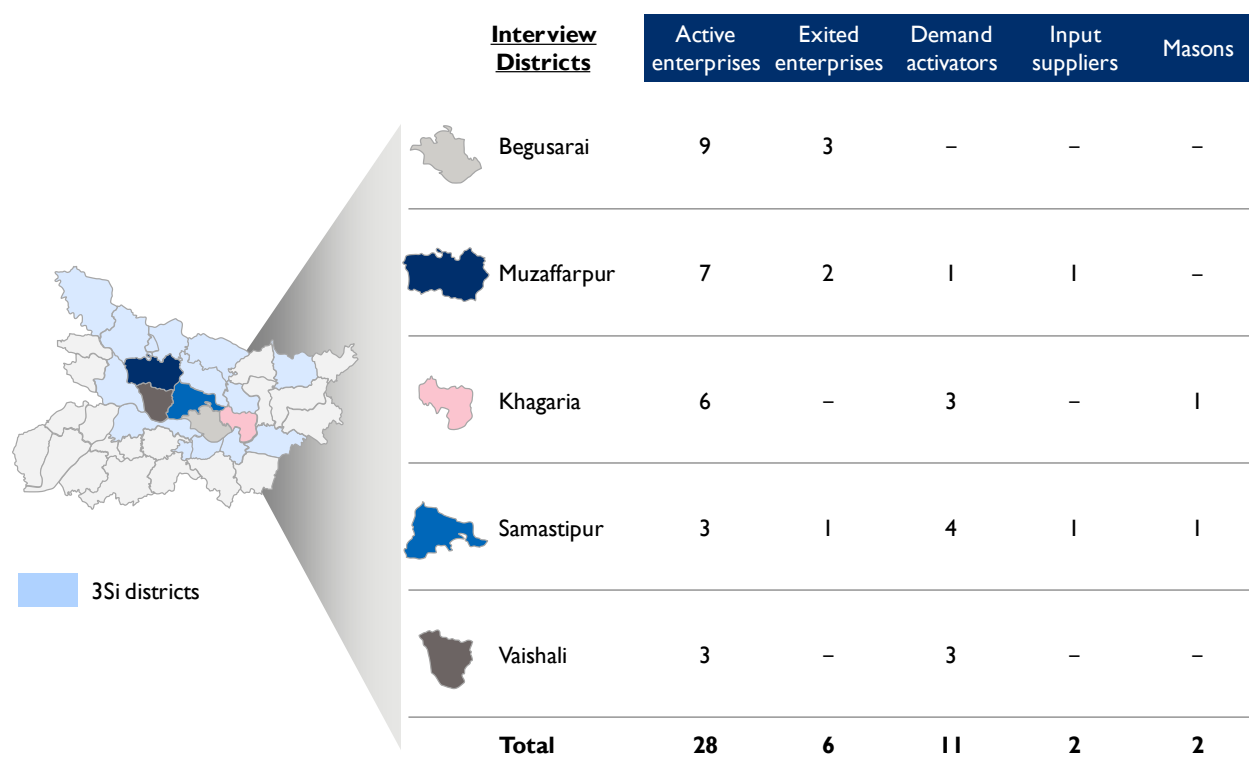 Interview Districts Active enterprises Exited enterprises Demand activators Input suppliers Masons
Begusarai 9 3 – – –
Muzaffarpur 7 2 1 1 –
Khagaria 6 – 3 – 1
Samastipur 3 1 4 1 1
3Si districts
Vaishali 3 – 3 – –
Total 28 6 11 2 2